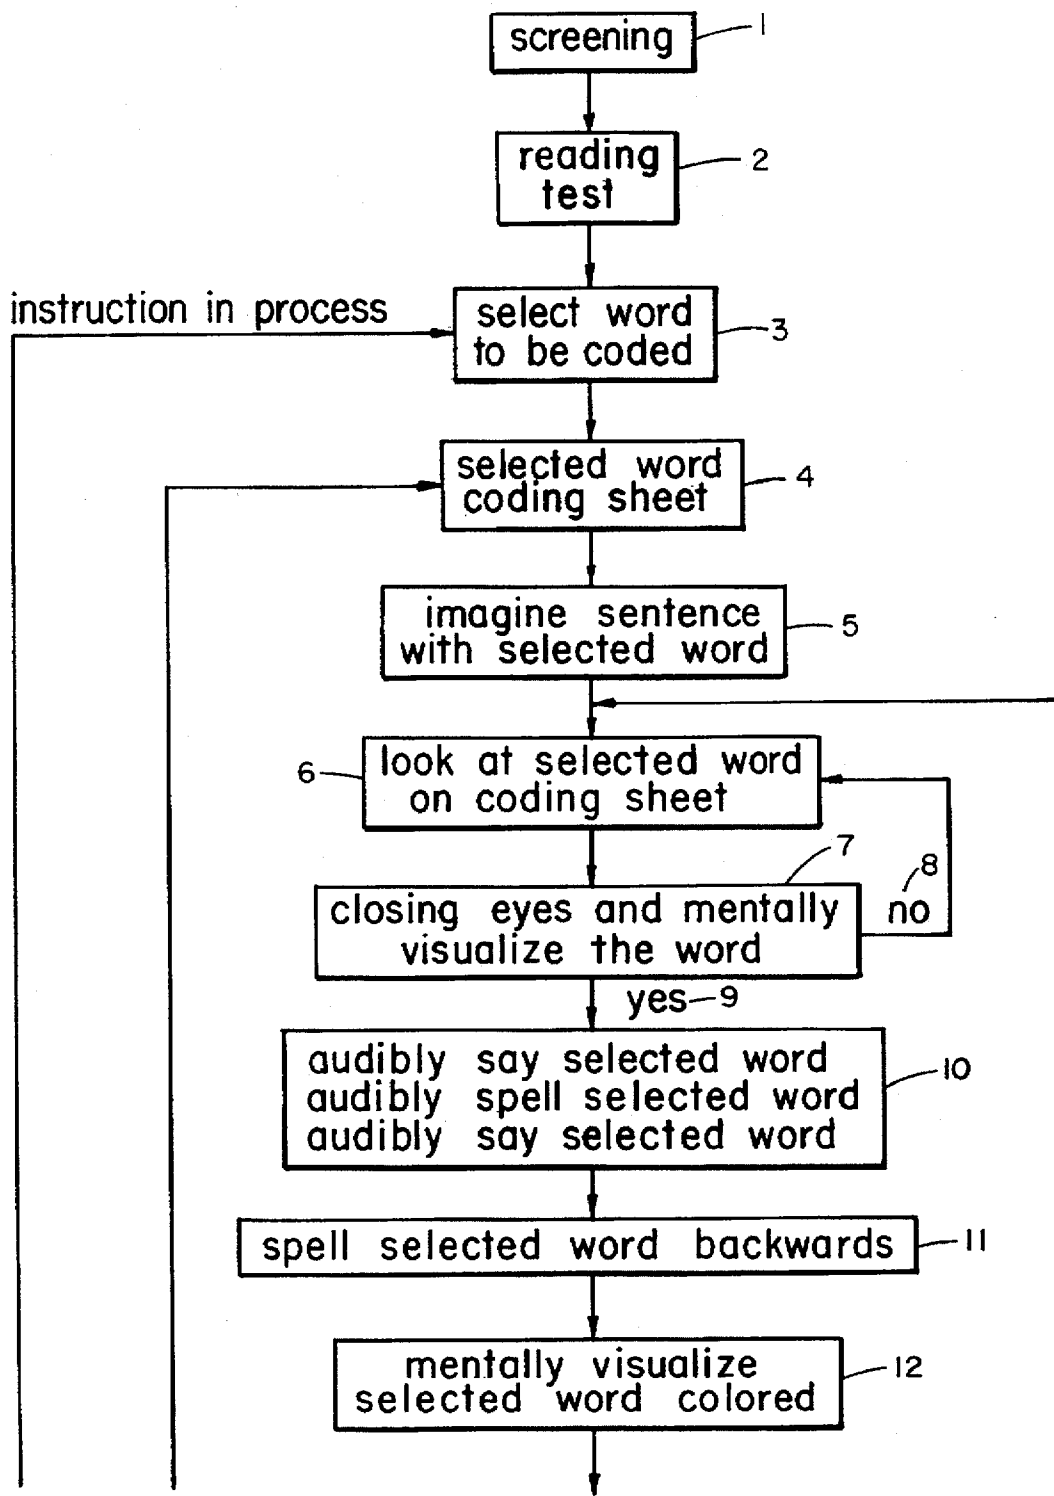 screening 1
reading 2
test
instruction in process
select word 3
to be coded
selected word 4
coding sheet
imagine sentence 5
with selected word
6 look at selected word
on coding sheet
7
8
closing eyes and mentally no
visualize the word
yes 9
audibly say selected word 10
audibly spell selected word
audibly say selected word
spell selected word backwards 11
mentally visualize 12
selected word colored